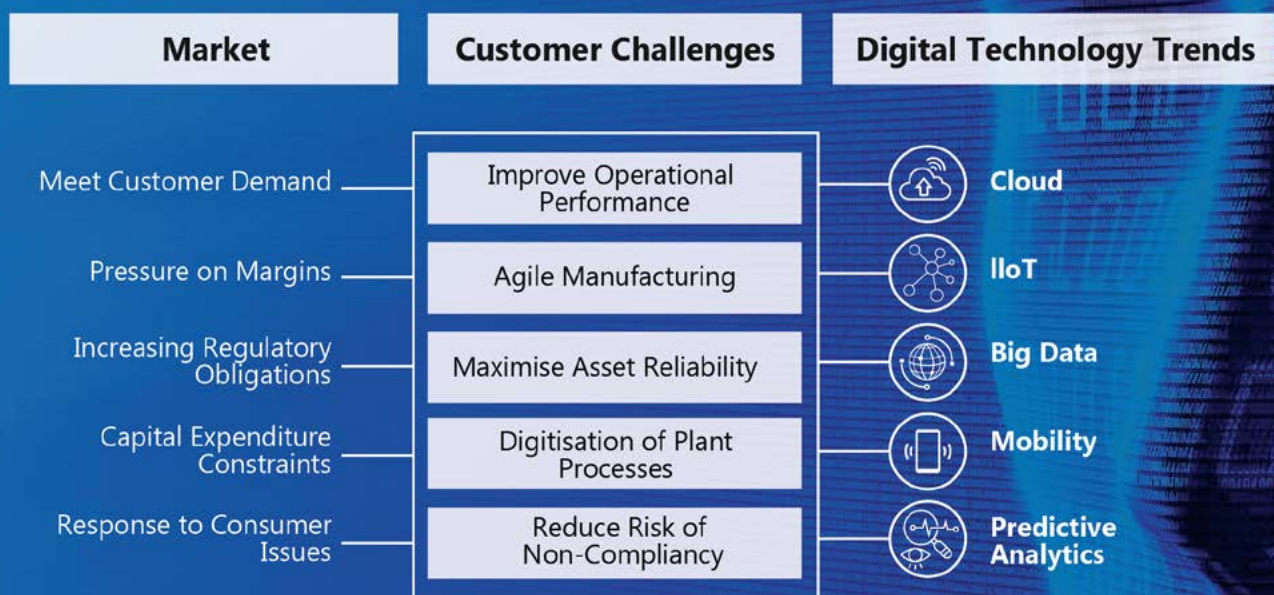 Market
Customer Challenges
Digital Technology Trends
Meet Customer Demand
Pressure on Margins
Increasing Regulatory
Obligations
Capital Expenditure
Constraints
Response to Consumer
Issues
Improve Operational
Performance
Agile Manufacturing
Maximise Asset Reliability
Digitisation of Plant
Processes
Reduce Risk of
Non-Compliancy
Cloud
IIoT
Big Data
Mobility
Predictive
Analytics